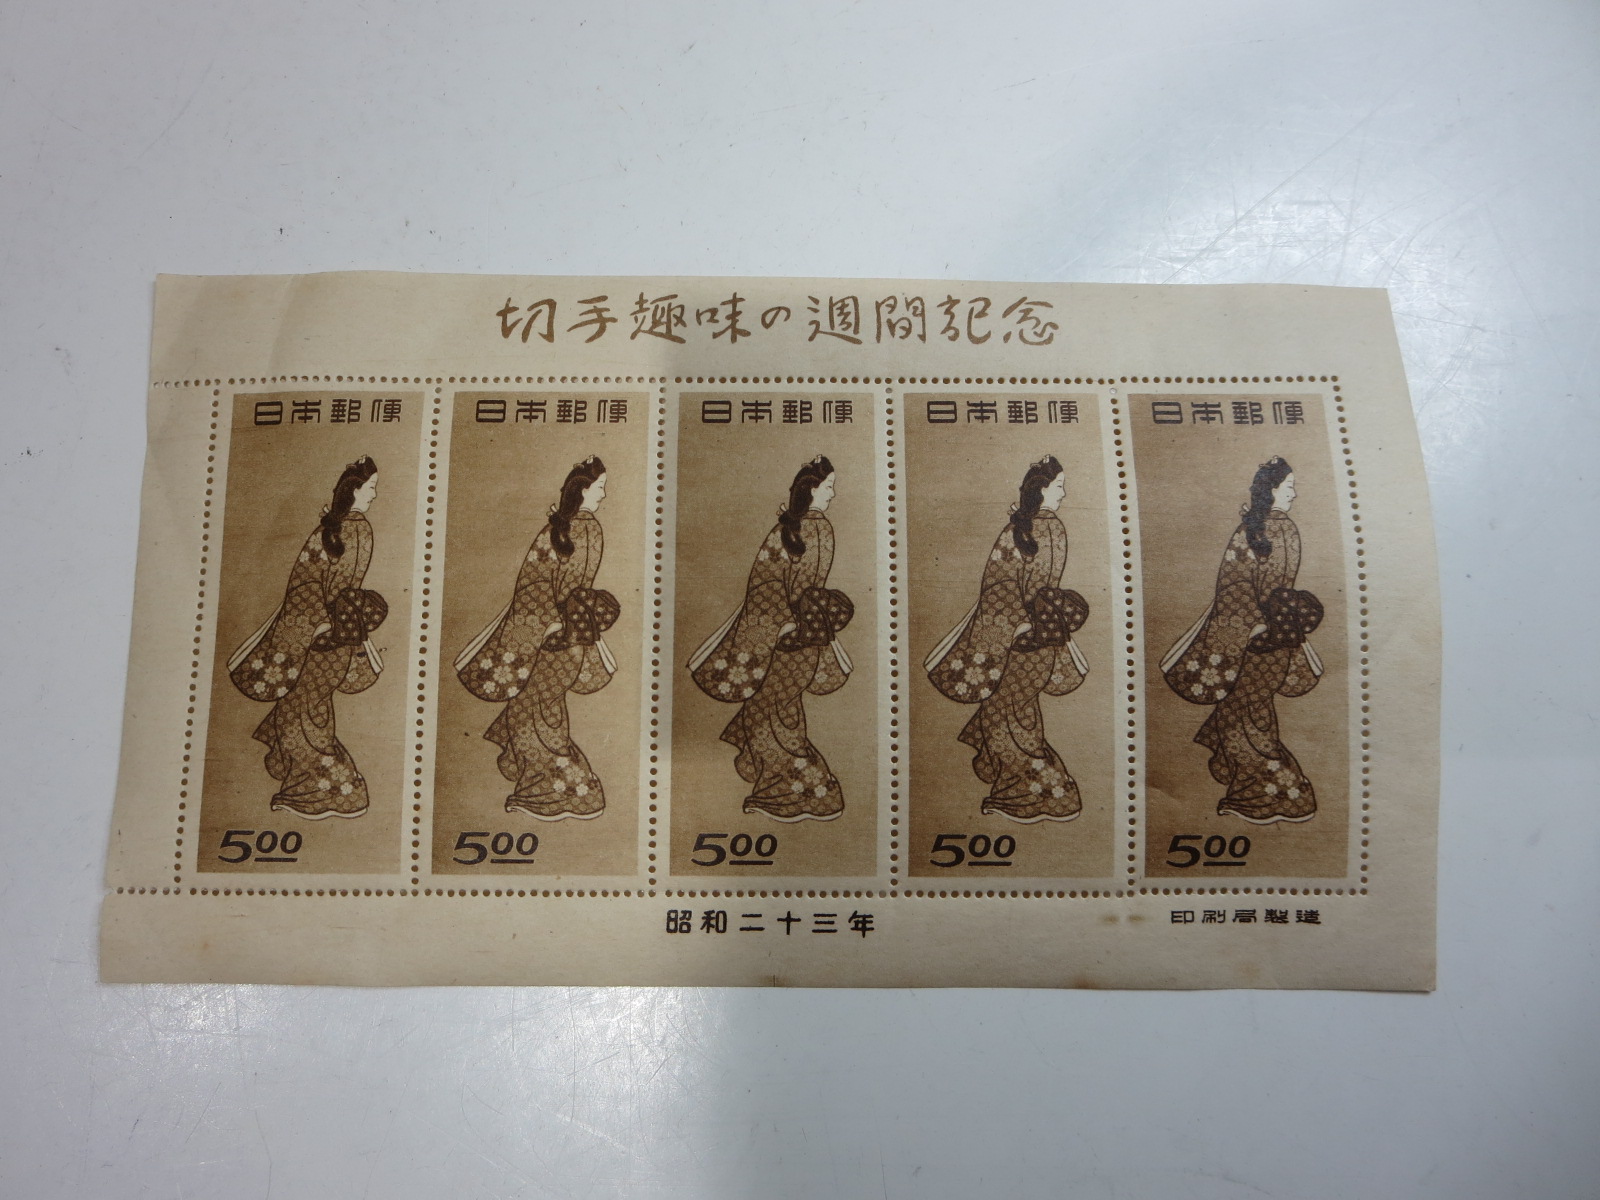 切手趣味の週間記念
日本郵便 日本郵便 日本郵便 日本郵便 日本郵便
5.00 5.00 5.00 5.00 5.00
昭和二十三年 印刷局製造